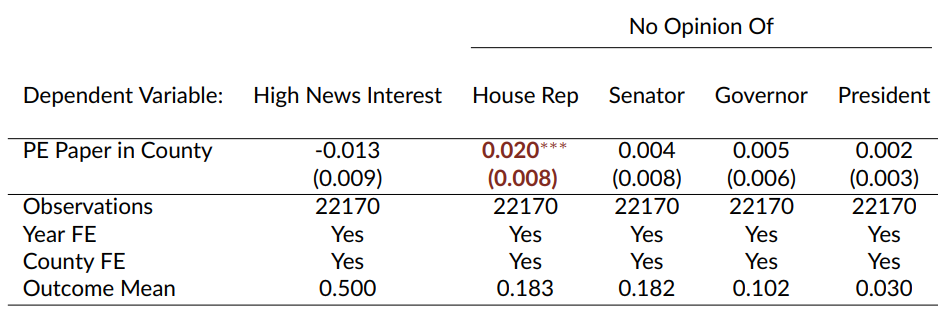 No Opinion Of
Dependent Variable: High News Interest House Rep Senator Governor President
PE Paper in County -0.013 0.020*** 0.004 0.005 0.002
(0.009) (0.008) (0.008) (0.006) (0.003)
Observations 22170 22170 22170 22170 22170
Year FE Yes Yes Yes Yes Yes
County FE Yes Yes Yes Yes Yes
Outcome Mean 0.500 0.183 0.182 0.102 0.030